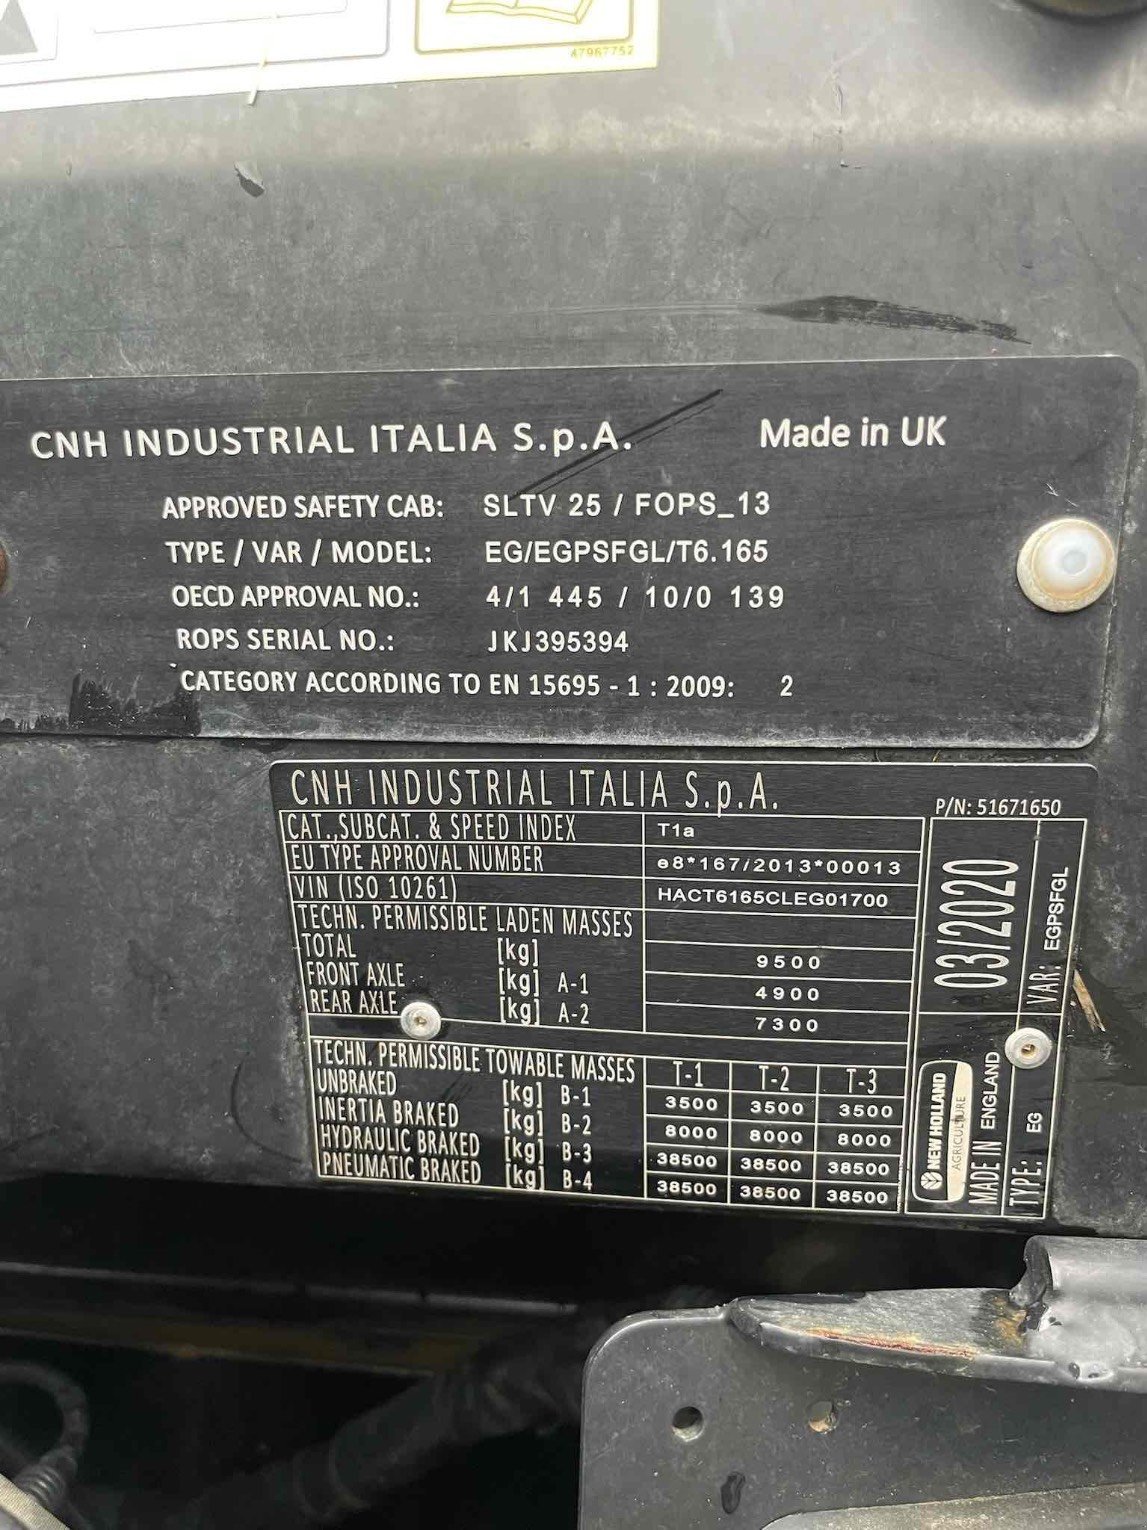 47967757
CNH INDUSTRIAL ITALIA S.p.A. Made in UK
APPROVED SAFETY CAB: SLTV 25 / FOPS_13
TYPE / VAR / MODEL: EG/EGPSFGL/T6.165
OECD APPROVAL NO.: 4/1 445 / 10/0 139
ROPS SERIAL NO.: JKJ395394
CATEGORY ACCORDING TO EN 15695 - 1 : 2009: 2
CNH INDUSTRIAL ITALIA S.p.A.
P/N: 51671650
CAT.,SUBCAT. & SPEED INDEX T1a
EU TYPE APPROVAL NUMBER e8*167/2013*00013
VIN (ISO 10261) HACT6165CLEG01700
TECHN. PERMISSIBLE LADEN MASSES
TOTAL [kg] 9500
FRONT AXLE [kg] A-1 4900
REAR AXLE [kg] A-2 7300
TECHN. PERMISSIBLE TOWABLE MASSES T-1 T-2 T-3
UNBRAKED [kg] B-1 3500 3500 3500
INERTIA BRAKED [kg] B-2 8000 8000 8000
HYDRAULIC BRAKED [kg] B-3 38500 38500 38500
PNEUMATIC BRAKED [kg] B-4 38500 38500 38500
03/2020
NEW HOLLAND
AGRICULTURE
MADE IN ENGLAND
TYPE: EG
VAR.: EGPSFGL